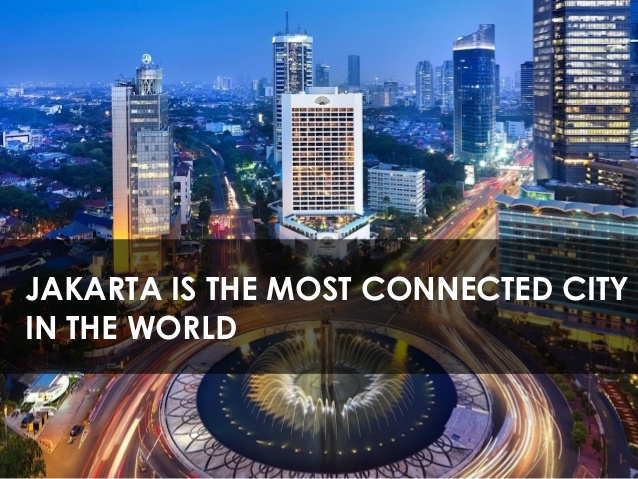 JAKARTA IS THE MOST CONNECTED CITY
IN THE WORLD